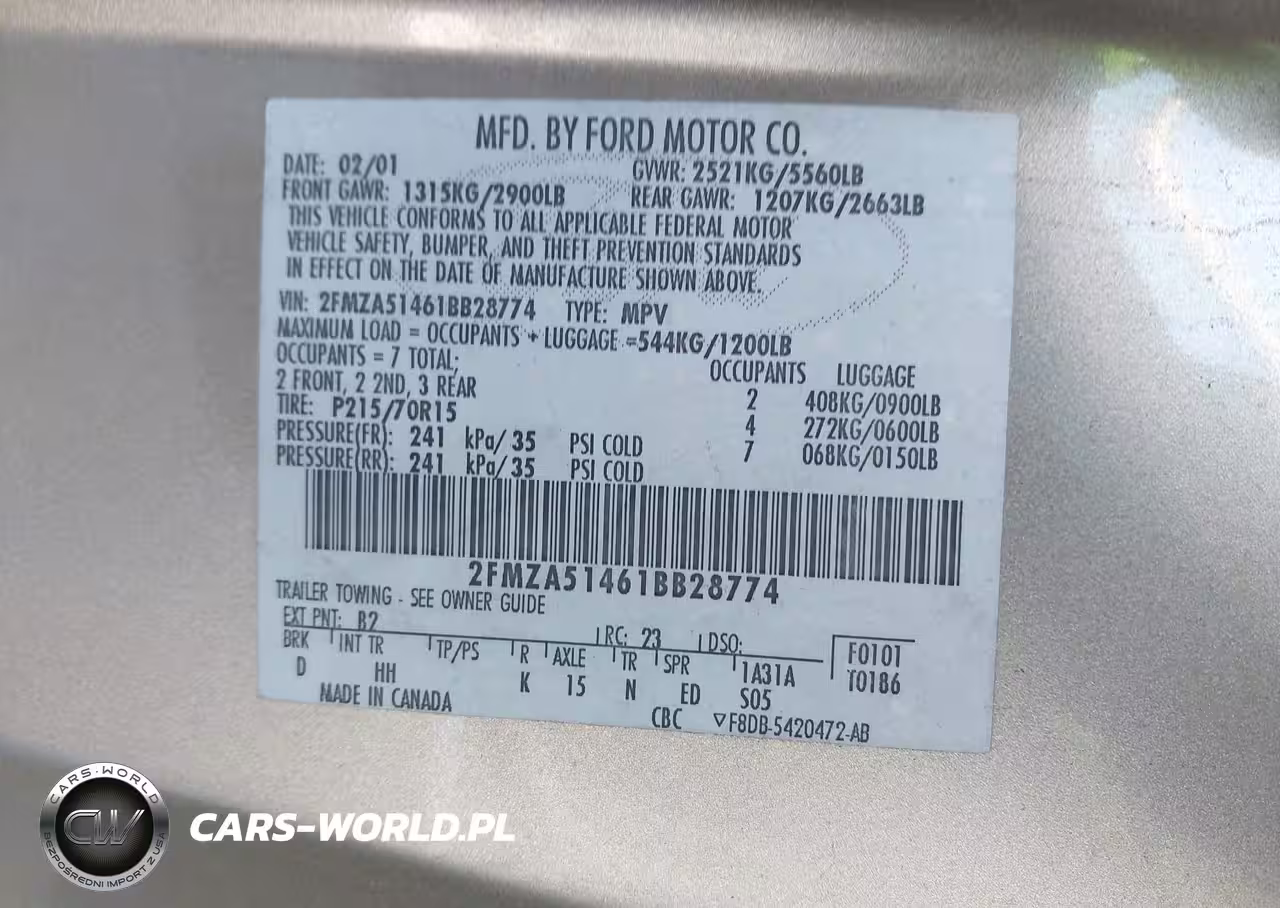 MFD. BY FORD MOTOR CO.
DATE: 02/01 GVWR: 2521KG/5560LB
FRONT GAWR: 1315KG/2900LB REAR GAWR: 1207KG/2663LB
THIS VEHICLE CONFORMS TO ALL APPLICABLE FEDERAL MOTOR
VEHICLE SAFETY, BUMPER, AND THEFT PREVENTION STANDARDS
IN EFFECT ON THE DATE OF MANUFACTURE SHOWN ABOVE.
VIN: 2FMZA51461BB28774 TYPE: MPV
MAXIMUM LOAD = OCCUPANTS + LUGGAGE =544KG/1200LB
OCCUPANTS = 7 TOTAL; OCCUPANTS LUGGAGE
2 FRONT, 2 2ND, 3 REAR 2 408KG/0900LB
TIRE: P215/70R15 4 272KG/0600LB
PRESSURE(FR): 241 kPa/35 PSI COLD 7 068KG/0150LB
PRESSURE(RR): 241 kPa/35 PSI COLD
2FMZA51461BB28774
TRAILER TOWING - SEE OWNER GUIDE
EXT PNT: B2 RC: 23 DSO: F0101
BRK INT TR TP/PS R AXLE TR SPR 1A31A T0186
D HH K 15 N ED S05
MADE IN CANADA CBC ▽F8DB-5420472-AB
CARS-WORLD
CW
BEZPOŚREDNI IMPORT Z USA
CARS-WORLD.PL